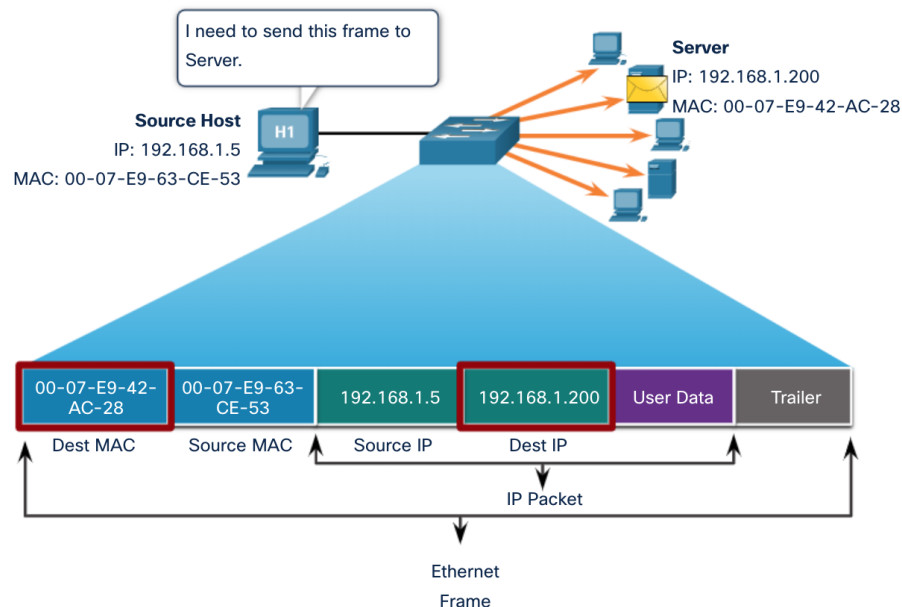 I need to send this frame to
Server.
Server
IP: 192.168.1.200
MAC: 00-07-E9-42-AC-28
Source Host
IP: 192.168.1.5
MAC: 00-07-E9-63-CE-53
H1
00-07-E9-42-
AC-28
00-07-E9-63-
CE-53
192.168.1.5
192.168.1.200
User Data
Trailer
Dest MAC
Source MAC
Source IP
Dest IP
IP Packet
Ethernet
Frame